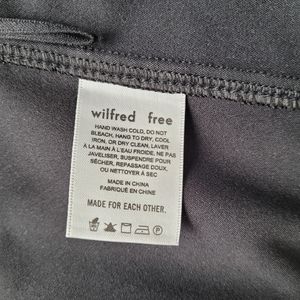 wilfred free
HAND WASH COLD, DO NOT
BLEACH, HANG TO DRY, COOL
IRON, OR DRY CLEAN, LAVER
À LA MAIN À L'EAU FROIDE, NE PAS
JAVELISER, SUSPENDRE POUR
SÉCHER, REPASSAGE DOUX,
OU NETTOYER À SEC
MADE IN CHINA
FABRIQUÉ EN CHINE
MADE FOR EACH OTHER.
P